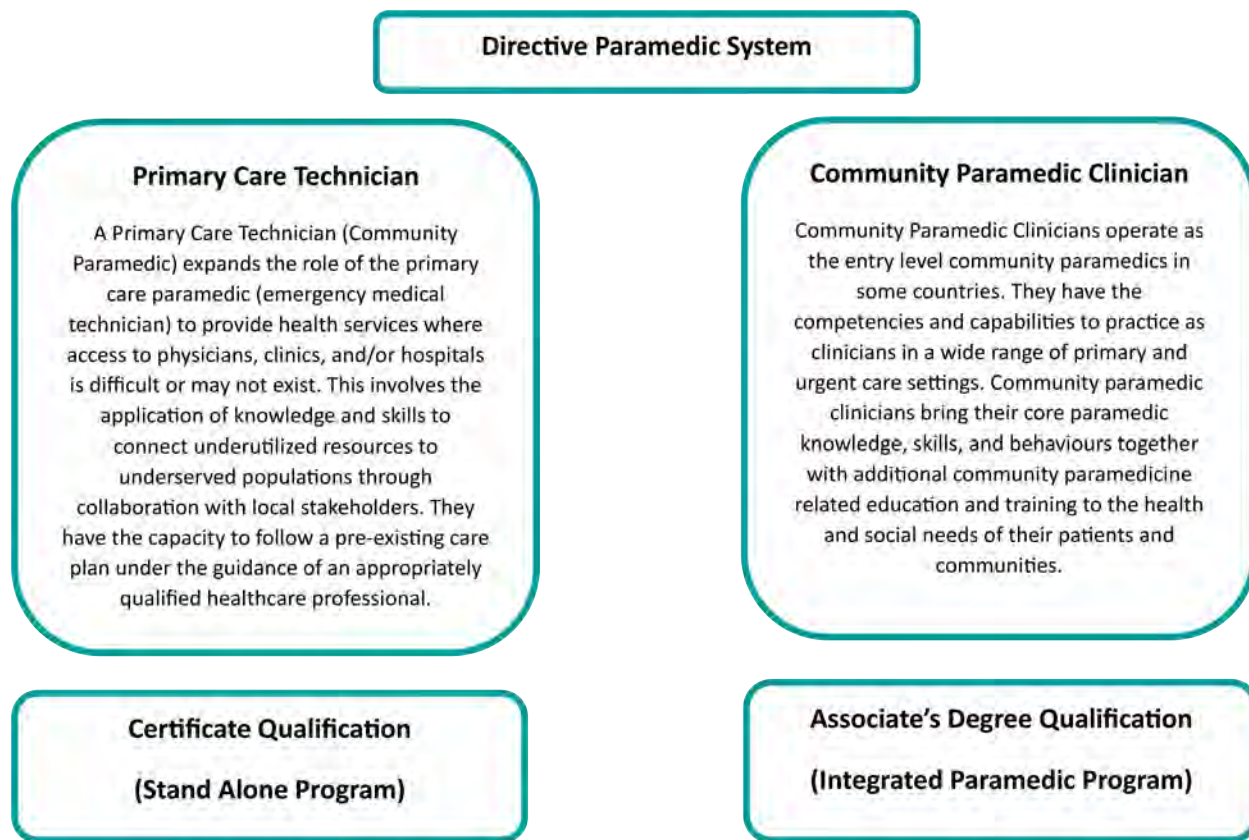 Directive Paramedic System
Primary Care Technician
A Primary Care Technician (Community
Paramedic) expands the role of the primary
care paramedic (emergency medical
technician) to provide health services where
access to physicians, clinics, and/or hospitals
is difficult or may not exist. This involves the
application of knowledge and skills to
connect underutilized resources to
underserved populations through
collaboration with local stakeholders. They
have the capacity to follow a pre-existing care
plan under the guidance of an appropriately
qualified healthcare professional.
Certificate Qualification
(Stand Alone Program)
Community Paramedic Clinician
Community Paramedic Clinicians operate as
the entry level community paramedics in
some countries. They have the
competencies and capabilities to practice as
clinicians in a wide range of primary and
urgent care settings. Community paramedic
clinicians bring their core paramedic
knowledge, skills, and behaviours together
with additional community paramedicine
related education and training to the health
and social needs of their patients and
communities.
Associate’s Degree Qualification
(Integrated Paramedic Program)